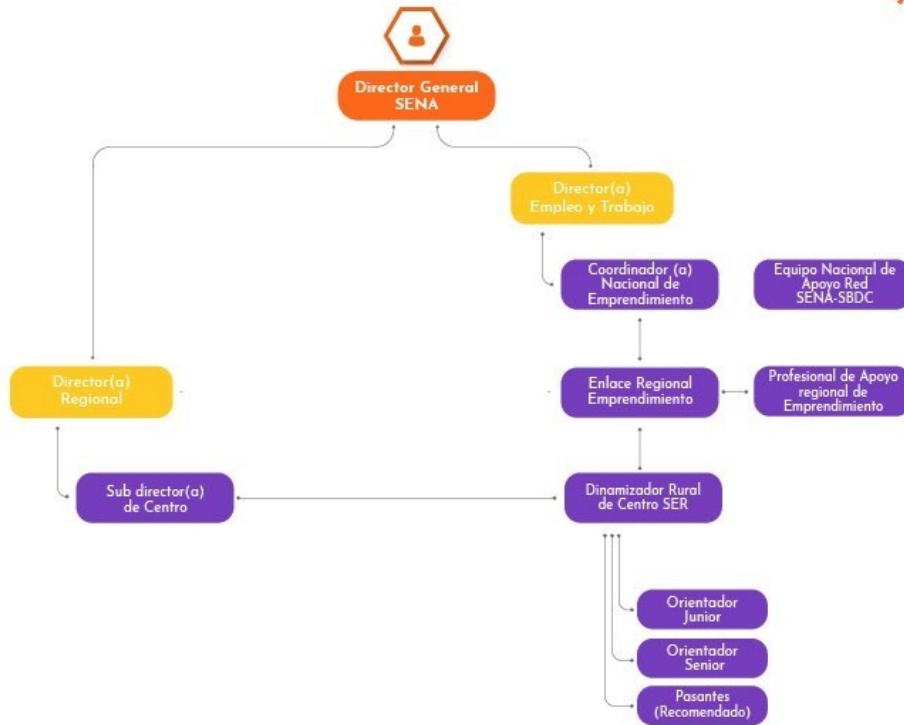 Director General
SENA
Director(a)
Empleo y Trabajo
Coordinador (a)
Nacional de
Emprendimiento
Equipo Nacional de
Apoyo Red
SENA-SBDC
Director(a)
Regional
Enlace Regional
Emprendimiento
Profesional de Apoyo
regional de
Emprendimiento
Sub director(a)
de Centro
Dinamizador Rural
de Centro SER
Orientador
Junior
Orientador
Senior
Pasantes
(Recomendado)